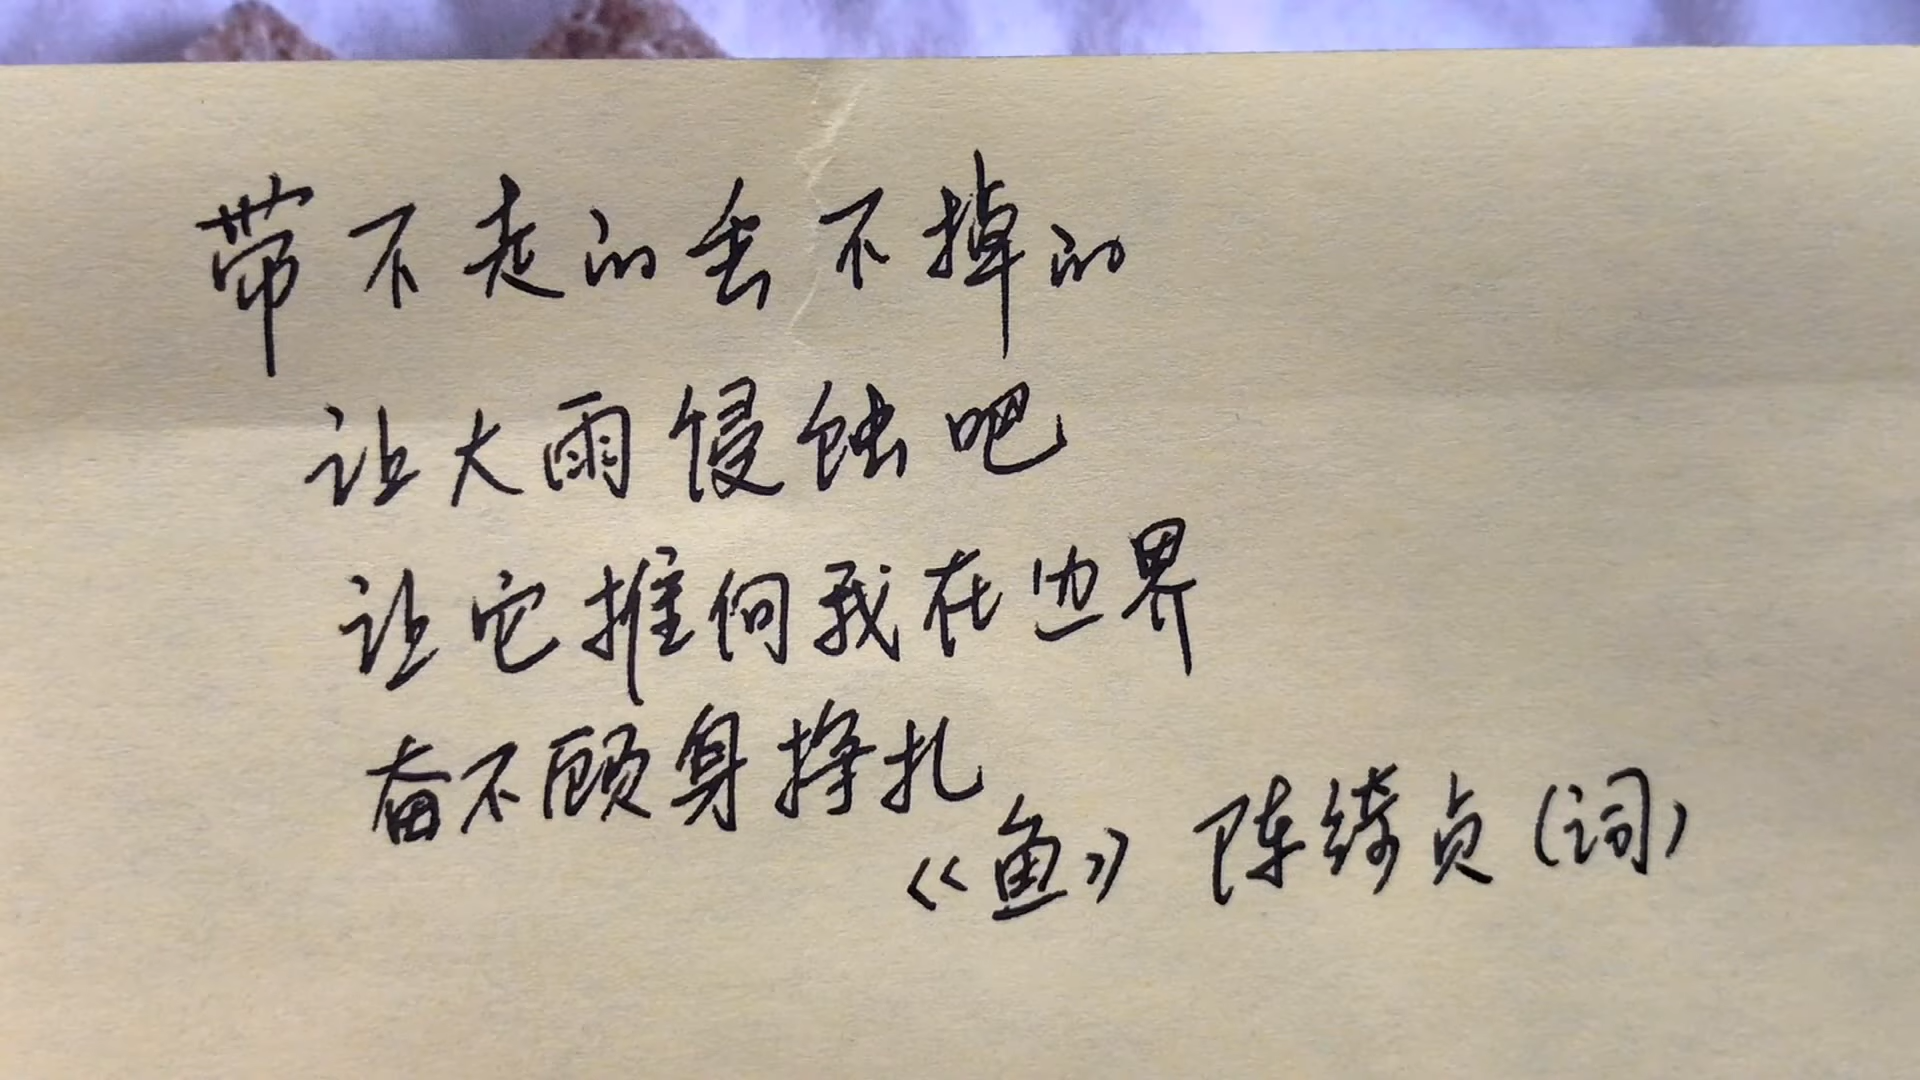 带不走的丢不掉的
让大雨侵蚀吧
让它推向我在边界
奋不顾身挣扎
《鱼》 陈绮贞(词)